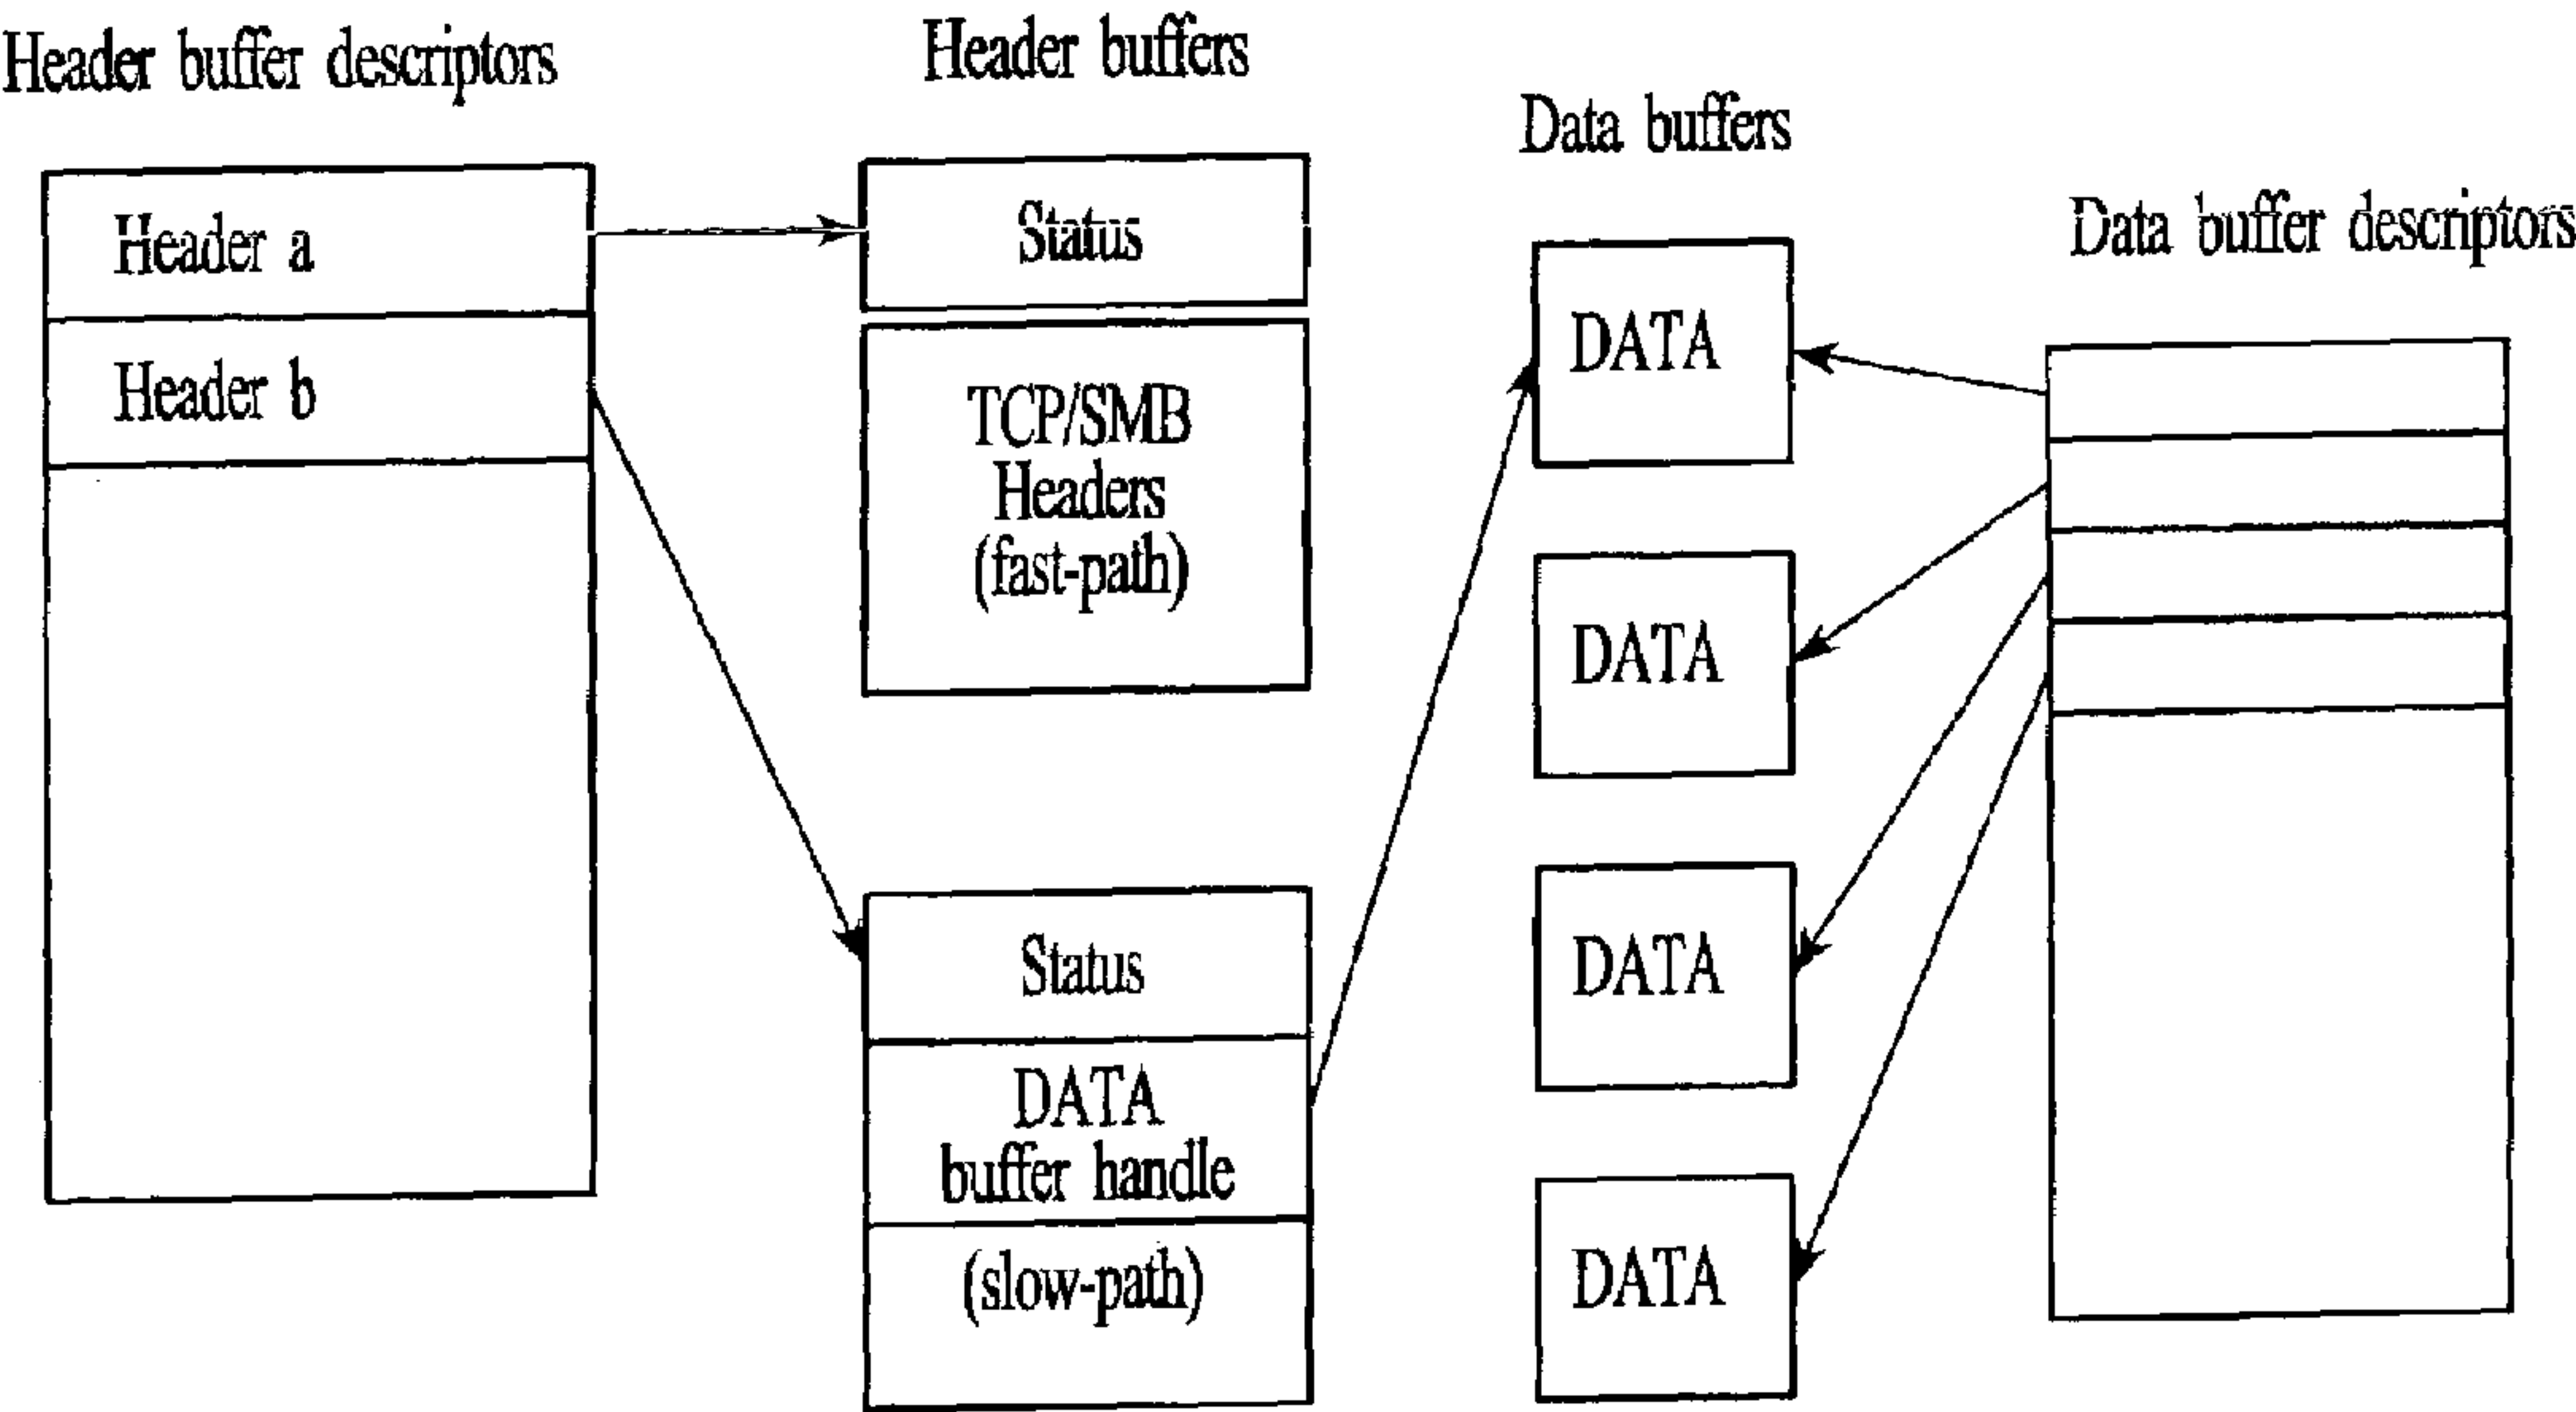 Header buffer descriptors
Header buffers
Data buffers
Data buffer descriptors
Header a
Header b
Status
TCP/SMB
Headers
(fast-path)
Status
DATA
buffer handle
(slow-path)
DATA
DATA
DATA
DATA